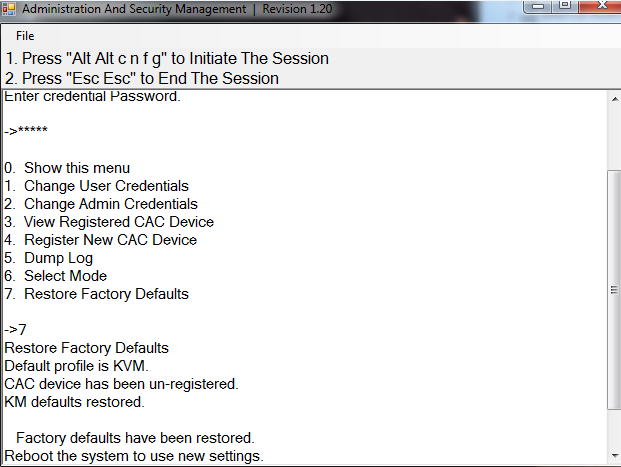 Administration And Security Management | Revision 1.20
File
1. Press "Alt Alt c n f g" to Initiate The Session
2. Press "Esc Esc" to End The Session
Enter credential Password.
->*****
0. Show this menu
1. Change User Credentials
2. Change Admin Credentials
3. View Registered CAC Device
4. Register New CAC Device
5. Dump Log
6. Select Mode
7. Restore Factory Defaults
->7
Restore Factory Defaults
Default profile is KVM.
CAC device has been un-registered.
KM defaults restored.
Factory defaults have been restored.
Reboot the system to use new settings.